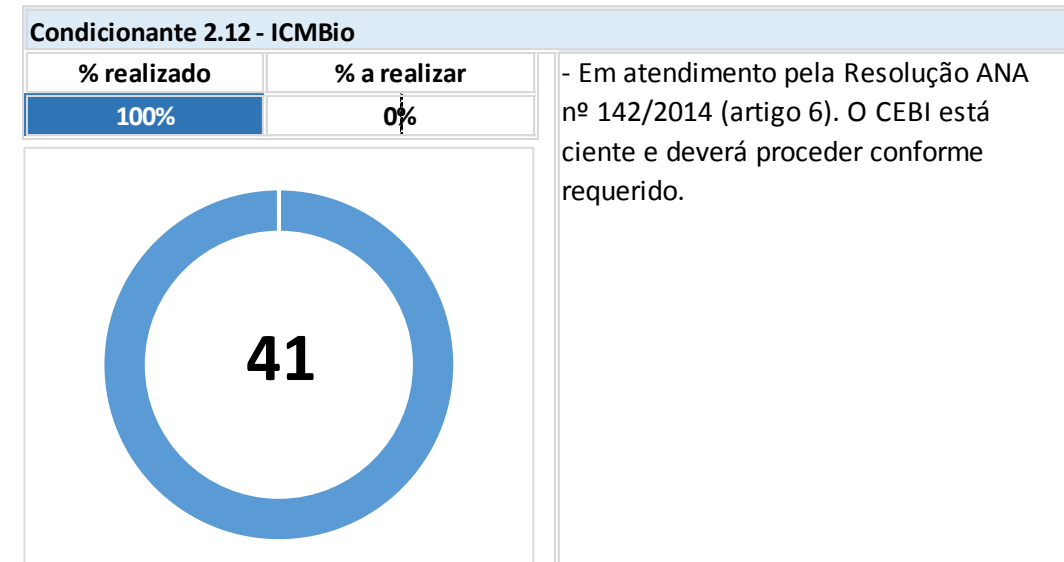 Condicionante 2.12 - ICMBio
% realizado % a realizar
100% 0%
- Em atendimento pela Resolução ANA
nº 142/2014 (artigo 6). O CEBI está
ciente e deverá proceder conforme
requerido.
41